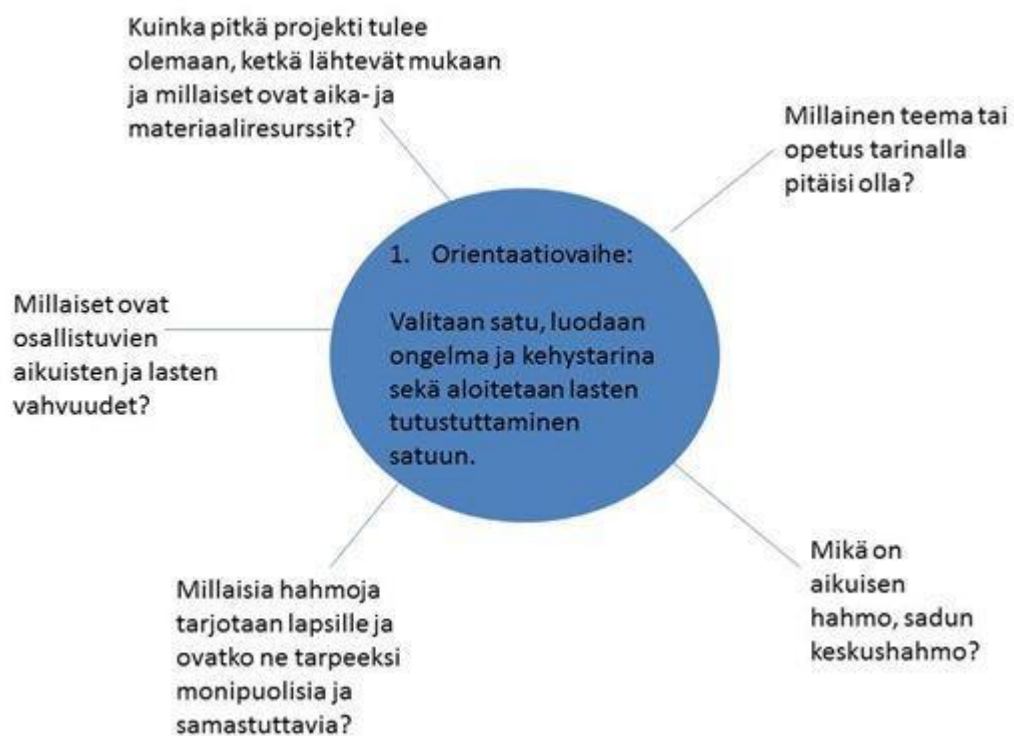 Kuinka pitkä projekti tulee
olemaan, ketkä lähtevät mukaan
ja millaiset ovat aika- ja
materiaaliresurssit?
Millainen teema tai
opetus tarinalla
pitäisi olla?
1. Orientaatiovaihe:
Valitaan satu, luodaan
ongelma ja kehystarina
sekä aloitetaan lasten
tutustuttaminen
satuun.
Millaiset ovat
osallistuvien
aikuisten ja lasten
vahvuudet?
Mikä on
aikuisen
hahmo, sadun
keskushahmo?
Millaisia hahmoja
tarjotaan lapsille ja
ovatko ne tarpeeksi
monipuolisia ja
samastuttavia?